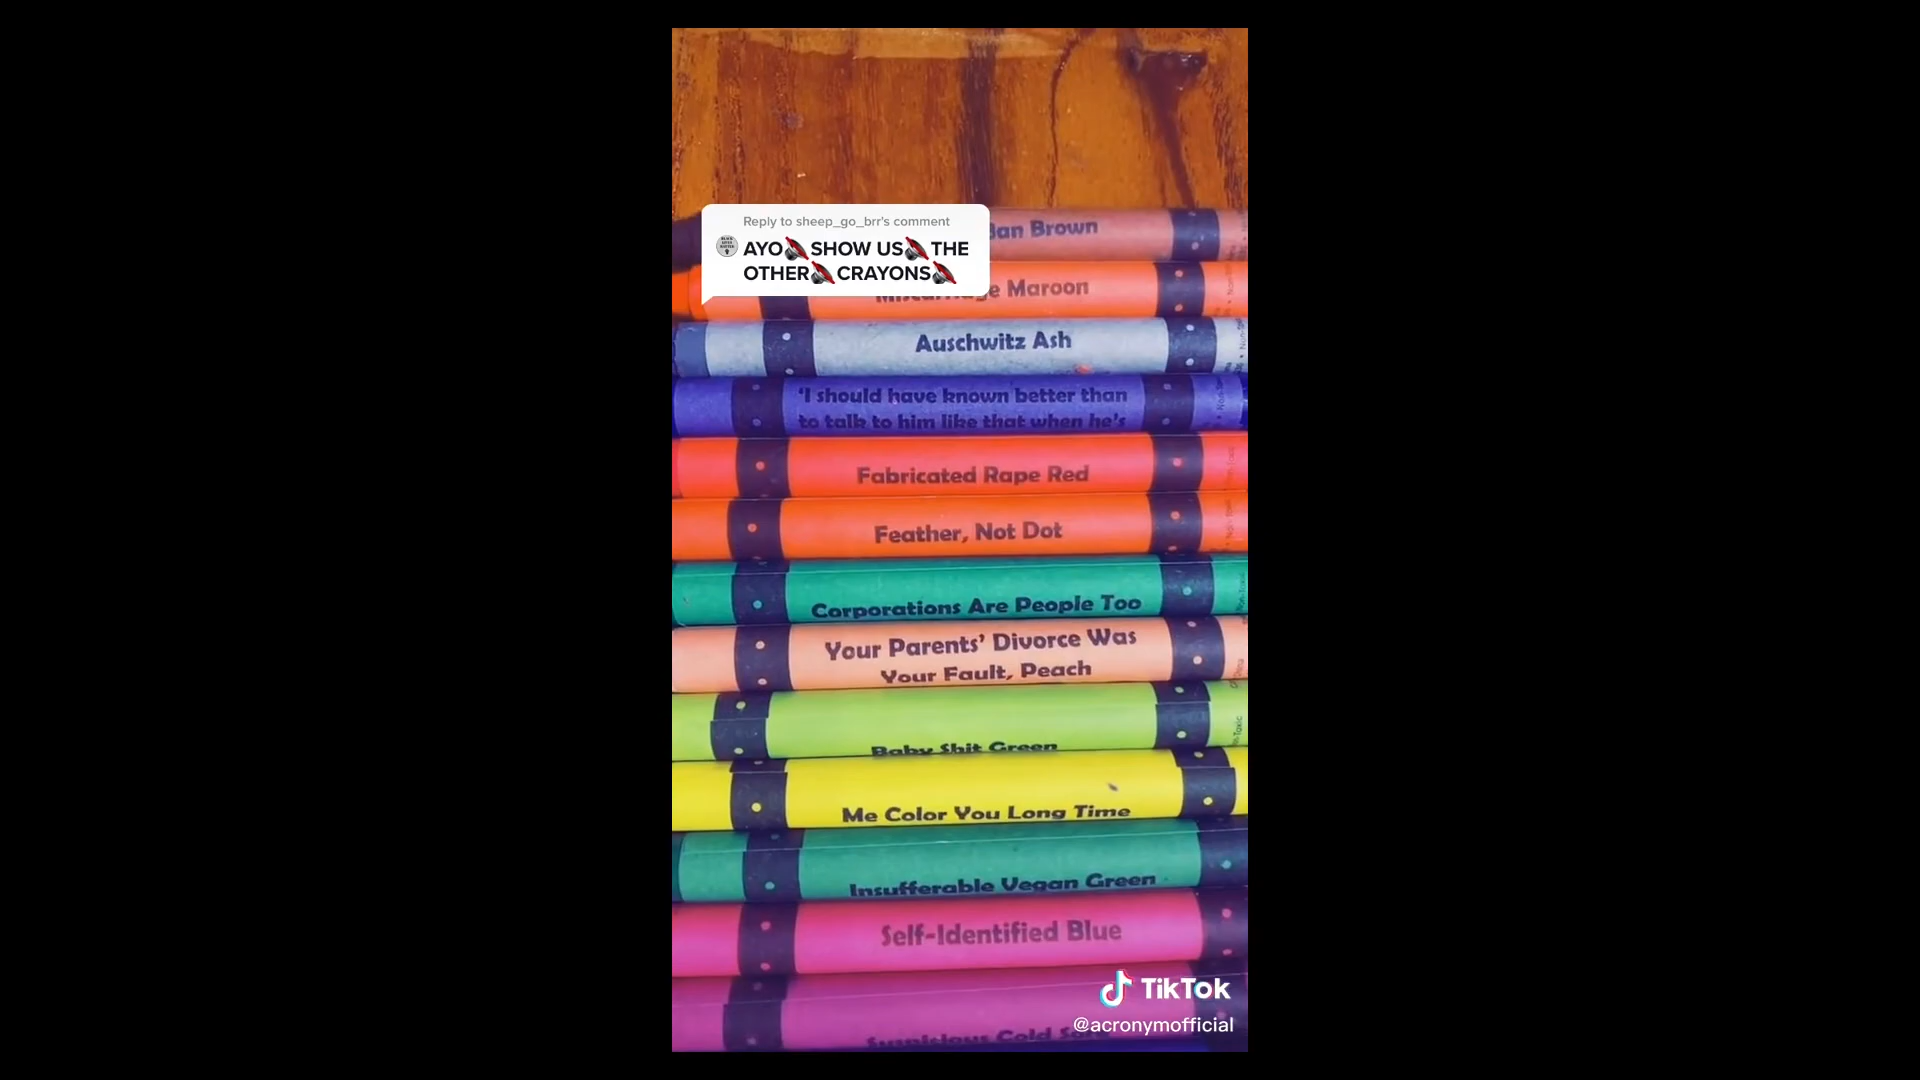 Reply to sheep_go_brr's comment
AYO SHOW US THE
OTHER CRAYONS
Ban Brown
Maroon
Auschwitz Ash
'I should have known better than
to talk to him like that when he's
Fabricated Rape Red
Feather, Not Dot
Corporations Are People Too
Your Parents' Divorce Was
Your Fault, Peach
Baby Shit Green
Me Color You Long Time
Insufferable Vegan Green
Self-Identified Blue
Suspicious Cold
TikTok
@acronymofficial